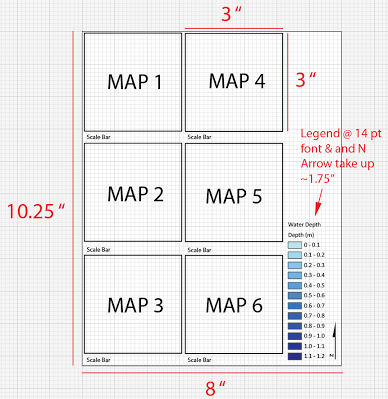 3 “
MAP 1
MAP 4
3 “
Scale Bar
Scale Bar
Legend @ 14 pt
font & and N
Arrow take up
~1.75”
MAP 2
MAP 5
10.25 “
Water Depth
Depth (m)
0 - 0.1
0.1 - 0.2
0.2 - 0.3
0.3 - 0.4
0.4 - 0.5
0.5 - 0.6
0.6 - 0.7
0.7 - 0.8
0.8 - 0.9
0.9 - 1.0
1.0 - 1.1
1.1 - 1.2
Scale Bar
Scale Bar
MAP 3
MAP 6
N
Scale Bar
Scale Bar
8 “